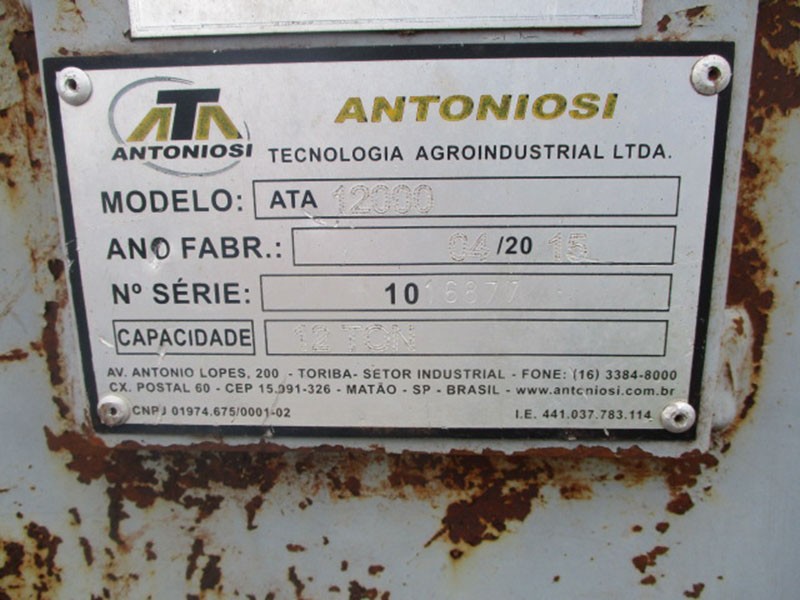 ATA
ANTONIOSI
ANTONIOSI
TECNOLOGIA AGROINDUSTRIAL LTDA.
MODELO: ATA 12000
ANO FABR.: 04/20 15
Nº SÉRIE: 1016877
CAPACIDADE 12 TON
AV. ANTONIO LOPES, 200 - TORIBA- SETOR INDUSTRIAL - FONE: (16) 3384-8000
CX. POSTAL 60 - CEP 15.991-326 - MATÃO - SP - BRASIL - www.antoniosi.com.br
CNPJ 01974.675/0001-02 I.E. 441.037.783.114